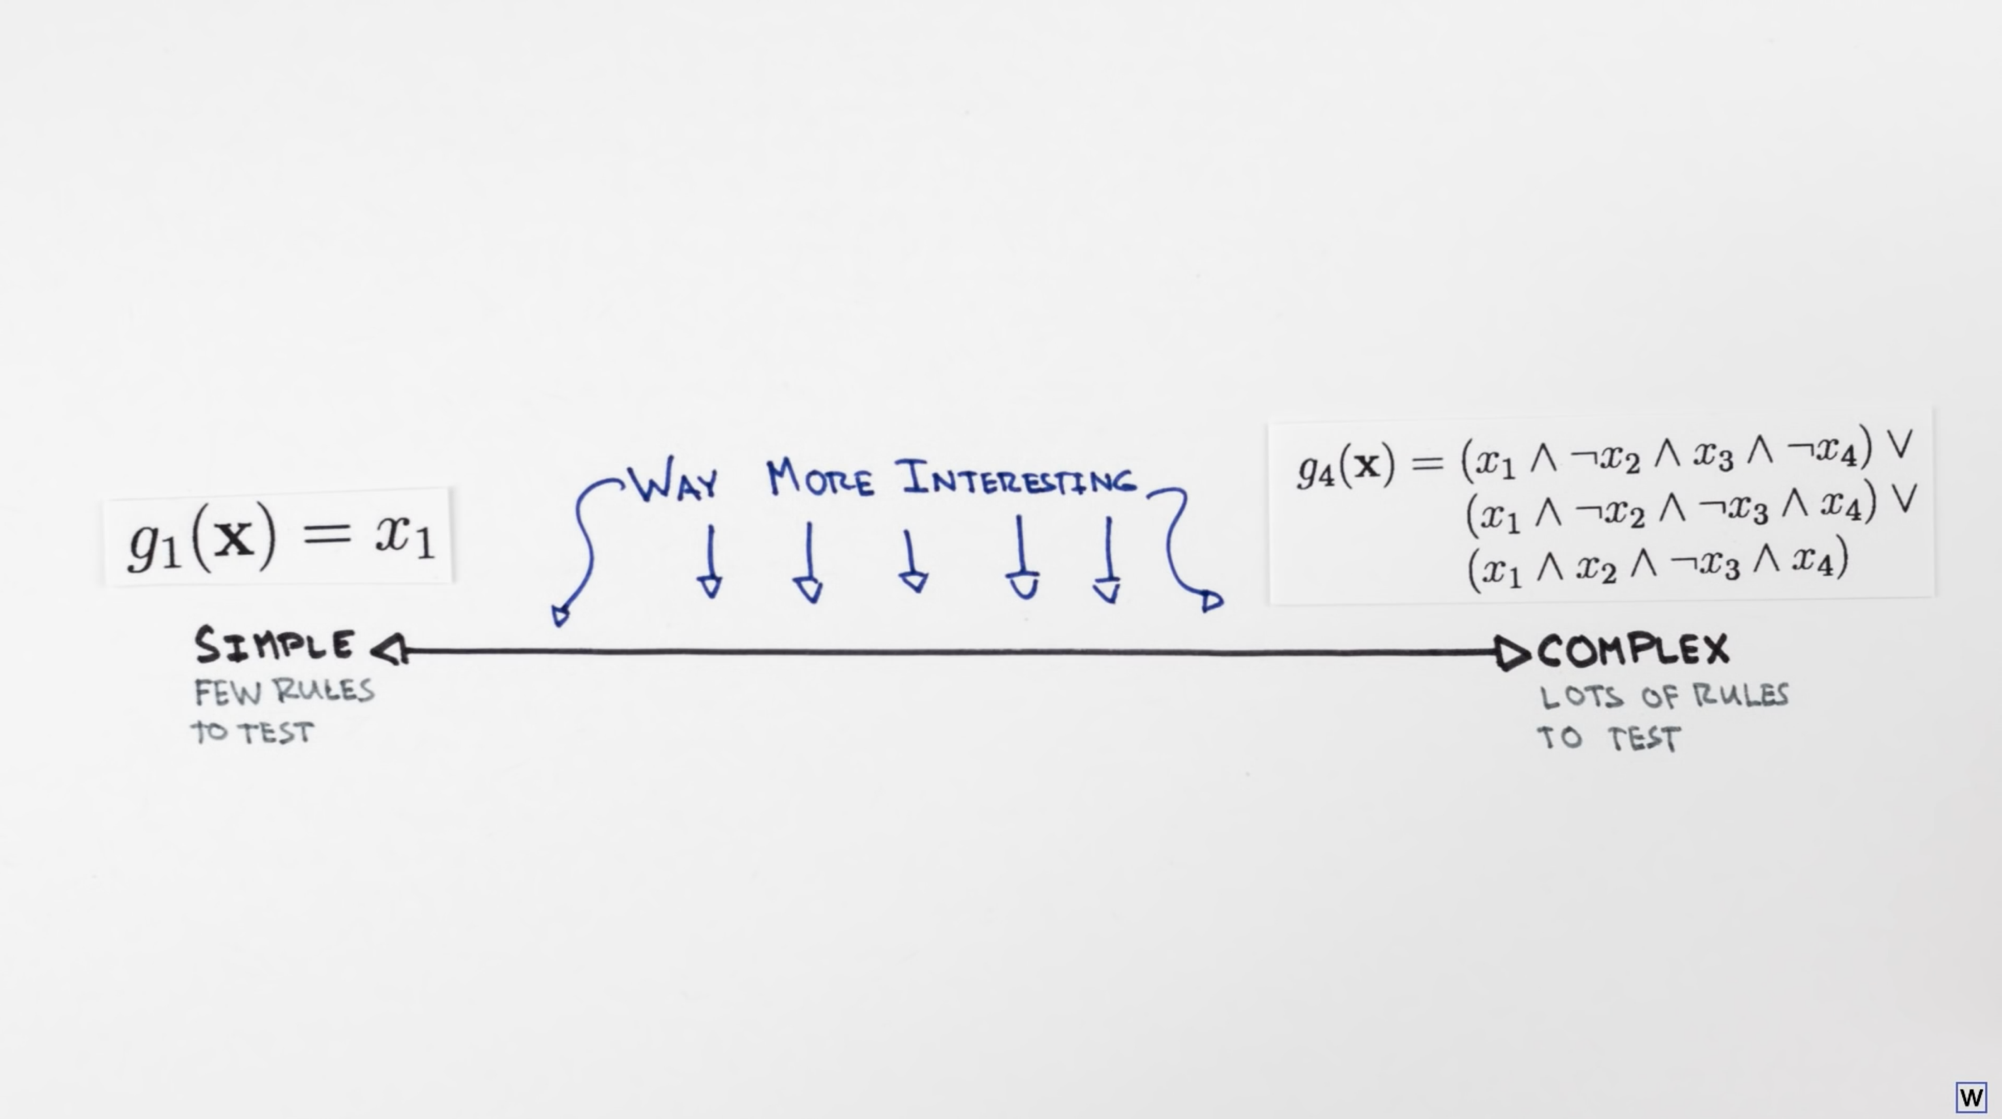 WAY MORE INTERESTING
g₁(x) = x₁
g₄(x) = (x₁ ∧ ¬x₂ ∧ x₃ ∧ ¬x₄) ∨
(x₁ ∧ ¬x₂ ∧ ¬x₃ ∧ x₄) ∨
(x₁ ∧ x₂ ∧ ¬x₃ ∧ x₄)
SIMPLE
FEW RULES
TO TEST
COMPLEX
LOTS OF RULES
TO TEST
W